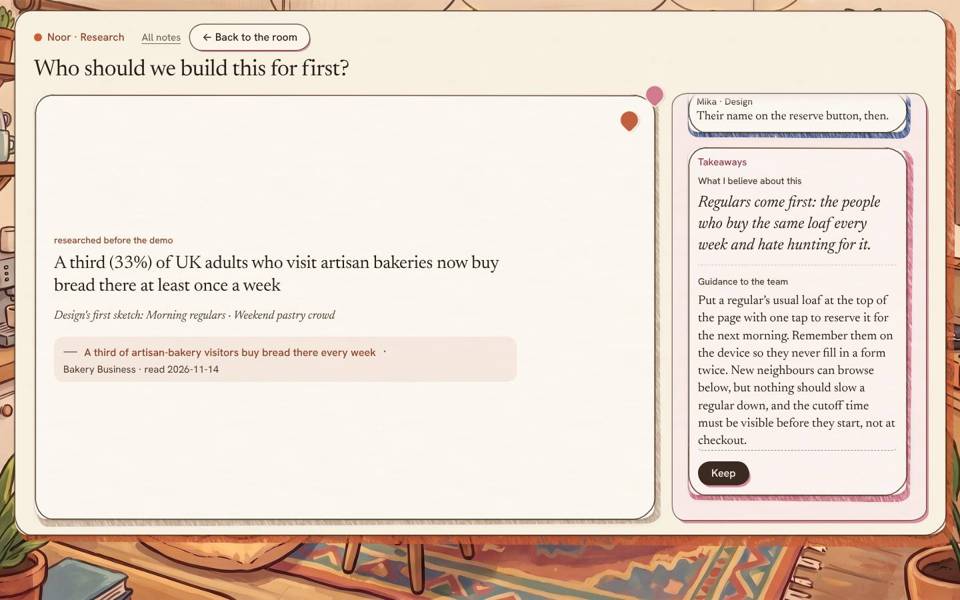 Noor · Research
All notes
← Back to the room
Who should we build this for first?
researched before the demo
A third (33%) of UK adults who visit artisan bakeries now buy
bread there at least once a week
Design's first sketch: Morning regulars · Weekend pastry crowd
— A third of artisan-bakery visitors buy bread there every week ·
Bakery Business · read 2026-11-14
Mika · Design
Their name on the reserve button, then.
Takeaways
What I believe about this
Regulars come first: the people
who buy the same loaf every
week and hate hunting for it.
Guidance to the team
Put a regular's usual loaf at the top of
the page with one tap to reserve it for
the next morning. Remember them on
the device so they never fill in a form
twice. New neighbours can browse
below, but nothing should slow a
regular down, and the cutoff time
must be visible before they start, not at
checkout.
Keep